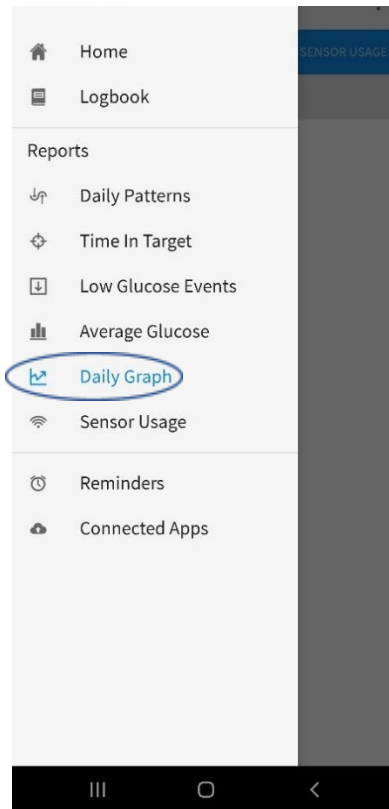 Home
SENSOR USAGE
Logbook
Reports
Daily Patterns
Time In Target
Low Glucose Events
Average Glucose
Daily Graph
Sensor Usage
Reminders
Connected Apps